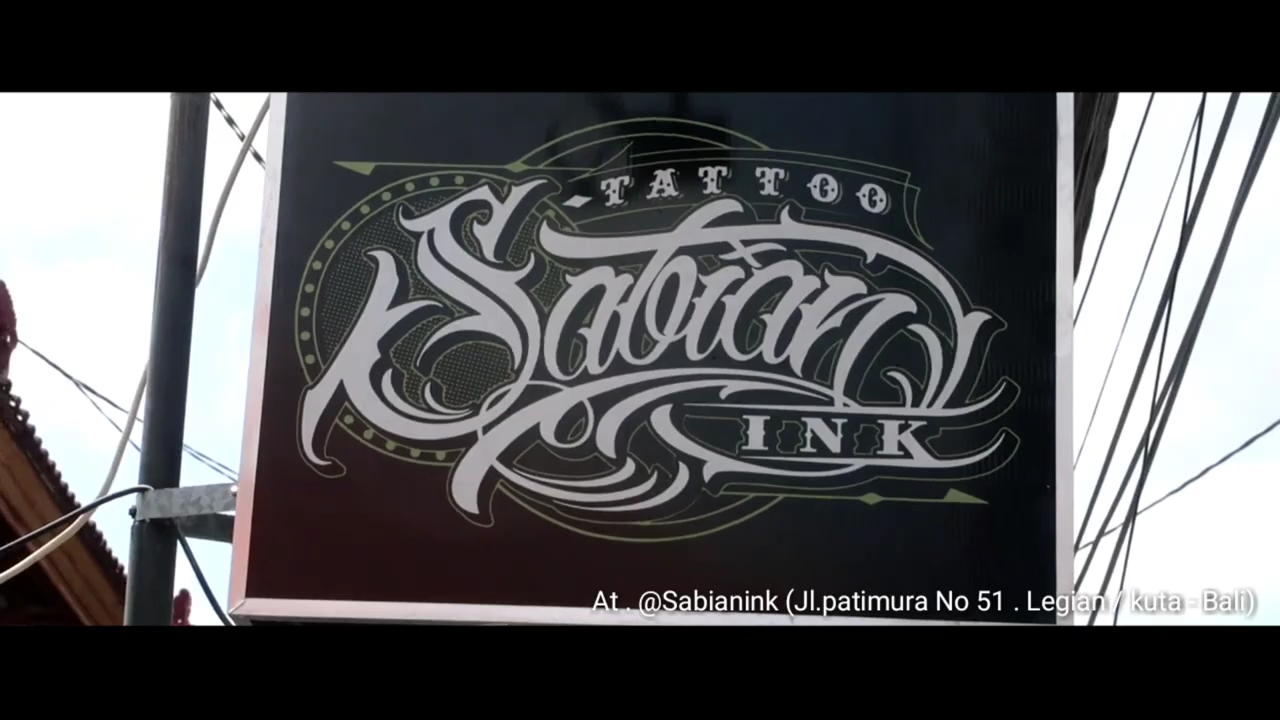 TATTOO
Sabian
INK
At . @Sabianink (Jl.patimura No 51 . Legian / kuta - Bali)